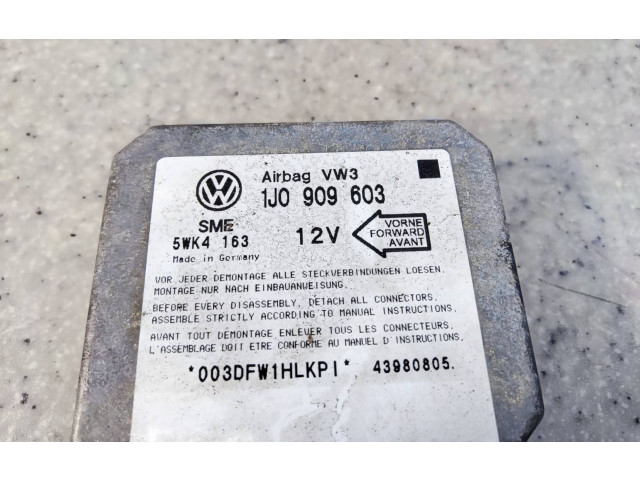 Airbag VW3
1J0 909 603
SME
5WK4 163
Made in Germany
12V
VORNE
FORWARD
AVANT
VOR JEDER DEMONTAGE ALLE STECKVERBINDUNGEN LOESEN.
MONTAGE NUR NACH EINBAUANWEISUNG.
BEFORE EVERY DISASSEMBLY, DETACH ALL CONNECTORS.
ASSEMBLE STRICTLY ACCORDING TO MANUAL INSTRUCTIONS.
AVANT TOUT DEMONTAGE ENLEVER TOUS LES CONNECTEURS.
L'ASSEMBLAGE DOIT ETRE CONFORME AU MANUEL D'INSTRUCTIONS.
*003DFW1HLKPI* 43980805.